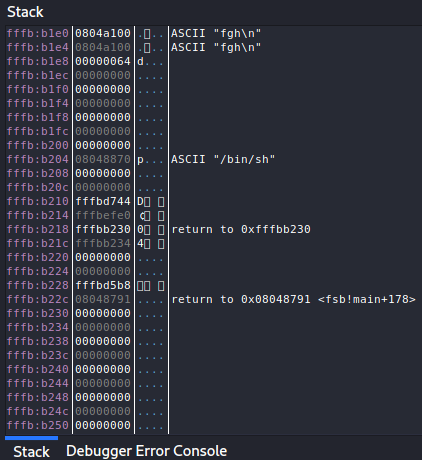 Stack
fffb:b1e0 0804a100 .▯.. ASCII "fgh\n"
fffb:b1e4 0804a100 .▯.. ASCII "fgh\n"
fffb:b1e8 00000064 d...
fffb:b1ec 00000000 ....
fffb:b1f0 00000000 ....
fffb:b1f4 00000000 ....
fffb:b1f8 00000000 ....
fffb:b1fc 00000000 ....
fffb:b200 00000000 ....
fffb:b204 08048870 p... ASCII "/bin/sh"
fffb:b208 00000000 ....
fffb:b20c 00000000 ....
fffb:b210 fffbd744 D▯ ▯
fffb:b214 fffbefe0 ▯ ▯
fffb:b218 fffbb230 0▯ ▯ return to 0xfffbb230
fffb:b21c fffbb234 4▯ ▯
fffb:b220 00000000 ....
fffb:b224 00000000 ....
fffb:b228 fffbd5b8 ▯▯ ▯
fffb:b22c 08048791 .... return to 0x08048791 <fsb!main+178>
fffb:b230 00000000 ....
fffb:b234 00000000 ....
fffb:b238 00000000 ....
fffb:b23c 00000000 ....
fffb:b240 00000000 ....
fffb:b244 00000000 ....
fffb:b248 00000000 ....
fffb:b24c 00000000 ....
fffb:b250 00000000 ....
Stack Debugger Error Console